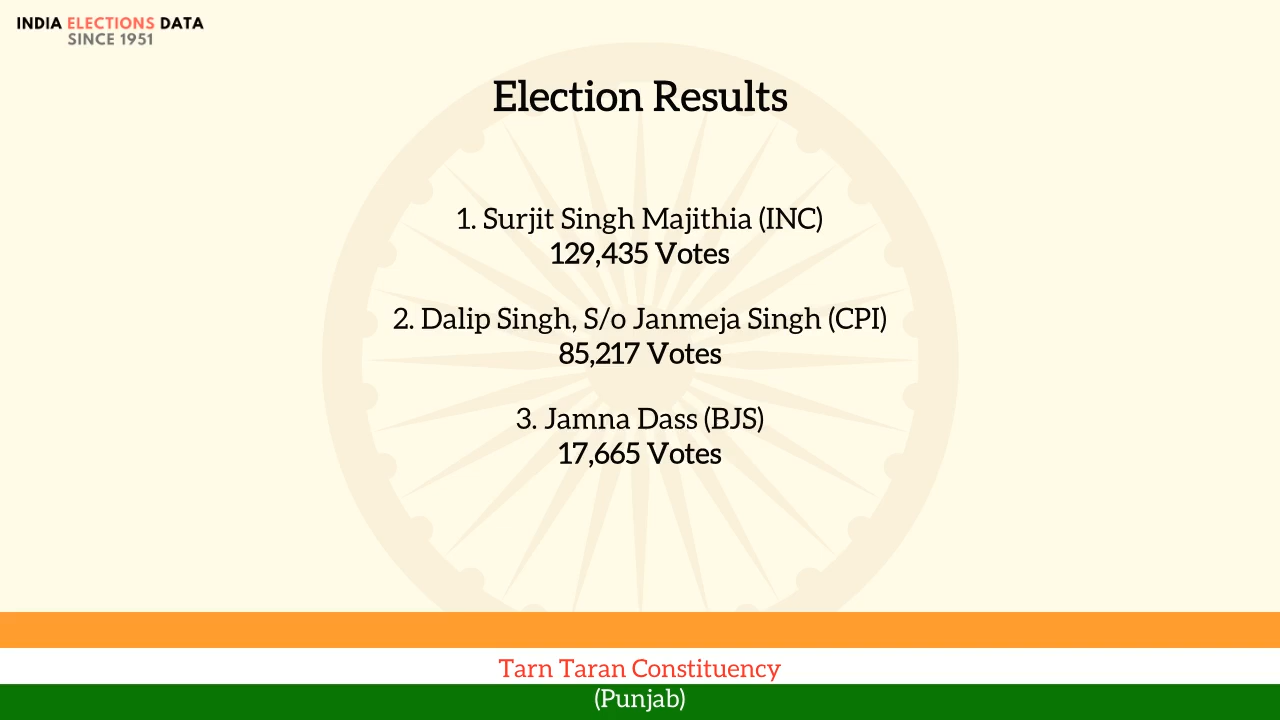 INDIA ELECTIONS DATA
SINCE 1951
Election Results
1. Surjit Singh Majithia (INC)
129,435 Votes
2. Dalip Singh, S/o Janmeja Singh (CPI)
85,217 Votes
3. Jamna Dass (BJS)
17,665 Votes
Tarn Taran Constituency
(Punjab)